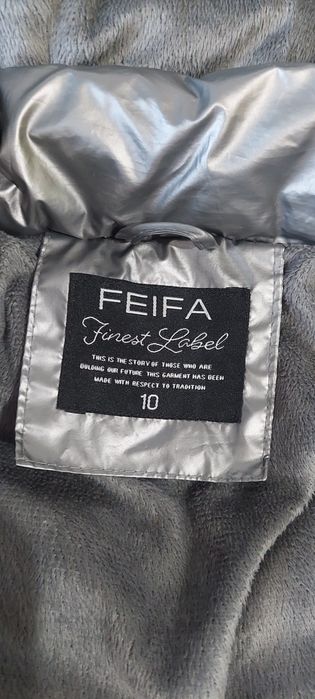 FEIFA
Finest Label
THIS IS THE STORY OF THOSE WHO ARE
BULDING OUR FUTURE THIS GARMENT HAS BEEN
MADE WITH RESPECT TO TRADITION
10